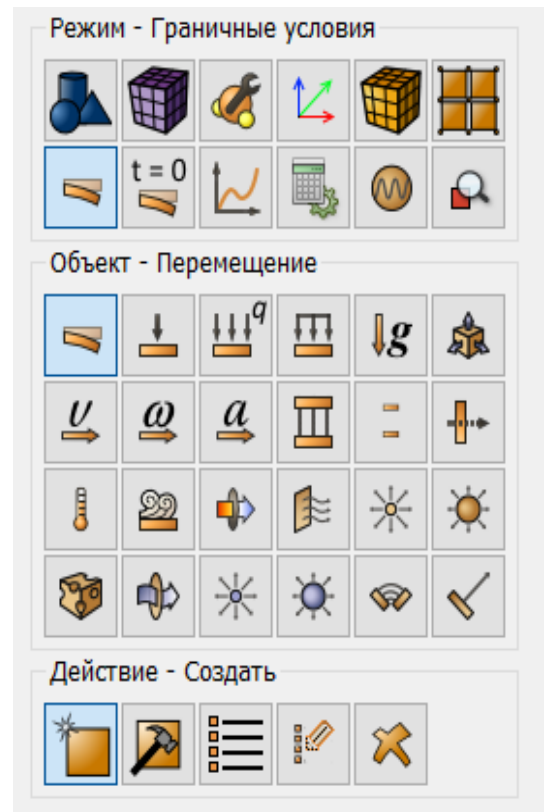 Режим - Граничные условия
t = 0
Объект - Перемещение
q
g
υ ω a
Действие - Создать